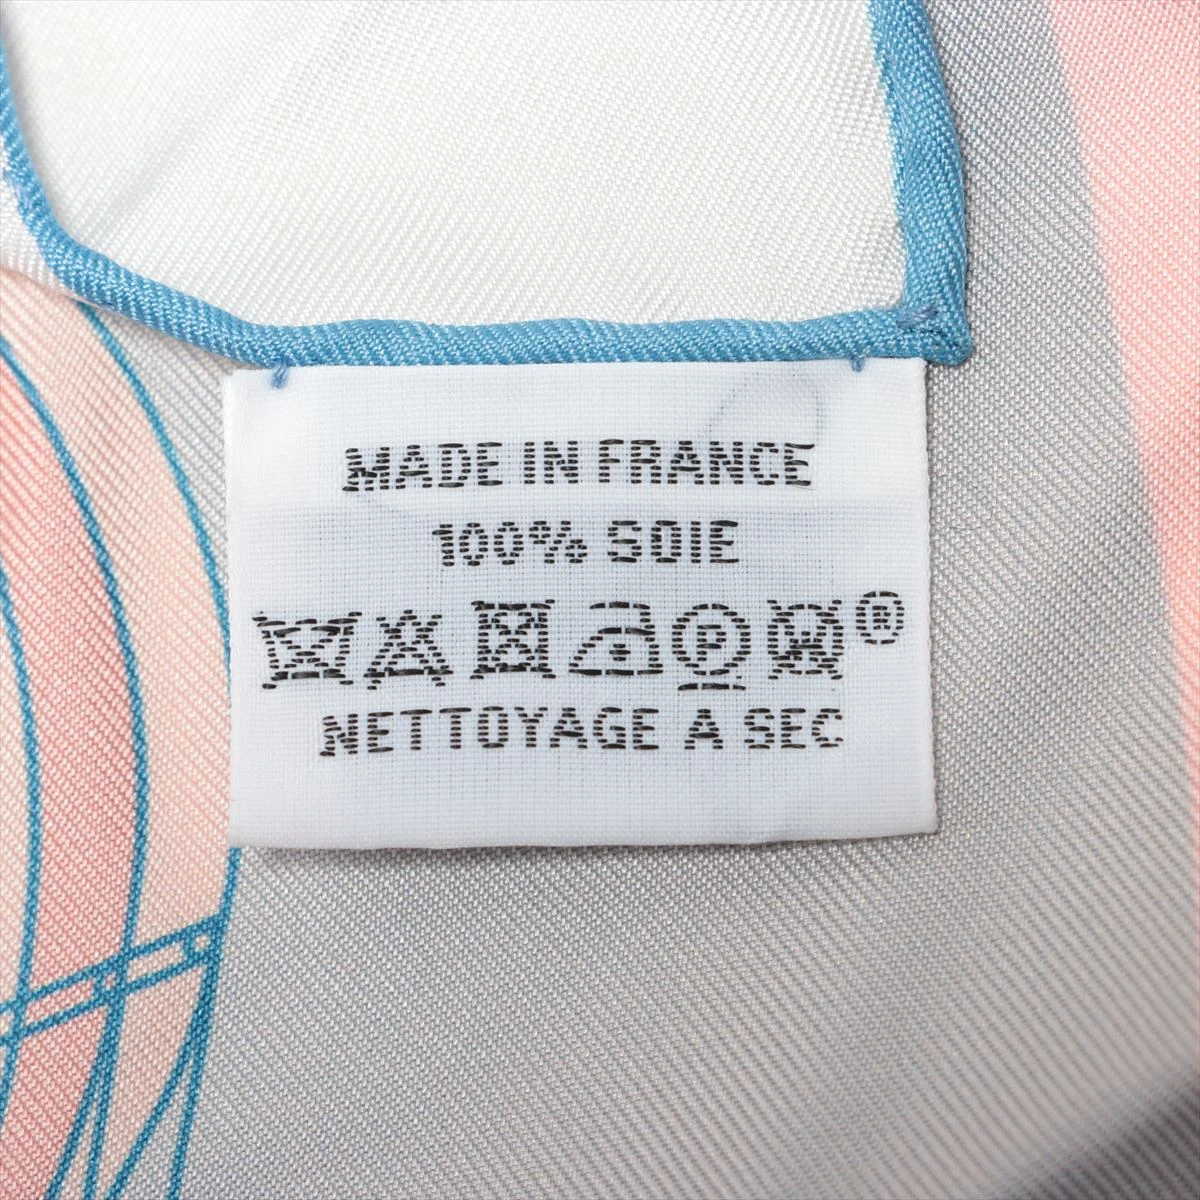 MADE IN FRANCE
100% SOIE
P W ®
NETTOYAGE A SEC